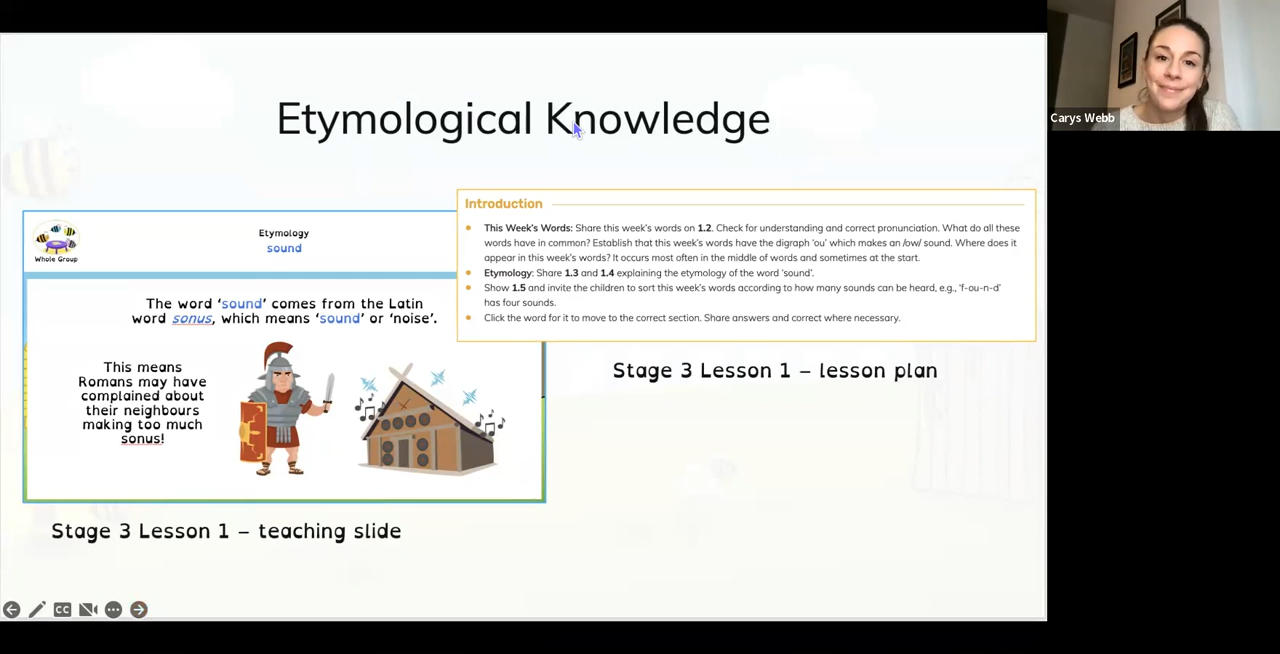 Etymological Knowledge
Carys Webb
Whole Group
Etymology
sound
The word ‘sound’ comes from the Latin
word sonus, which means ‘sound’ or ‘noise’.
This means
Romans may have
complained about
their neighbours
making too much
sonus!
Stage 3 Lesson 1 – teaching slide
Introduction
This Week's Words: Share this week's words on 1.2. Check for understanding and correct pronunciation. What do all these
words have in common? Establish that this week's words have the digraph ‘ou’ which makes an /ow/ sound. Where does it
appear in this week's words? It occurs most often in the middle of words and sometimes at the start.
Etymology: Share 1.3 and 1.4 explaining the etymology of the word ‘sound’.
Show 1.5 and invite the children to sort this week's words according to how many sounds can be heard, e.g., ‘f-ou-n-d’
has four sounds.
Click the word for it to move to the correct section. Share answers and correct where necessary.
Stage 3 Lesson 1 – lesson plan
CC